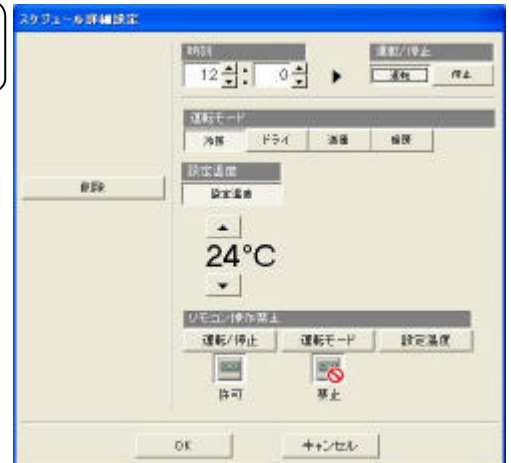 スケジュール詳細設定
時刻
運転/停止
12 : 0
運転 停止
運転モード
冷房 ドライ 送風 暖房
設定温度
削除
設定温度
24°C
リモコン操作禁止
運転/停止 運転モード 設定温度
許可 禁止
OK キャンセル